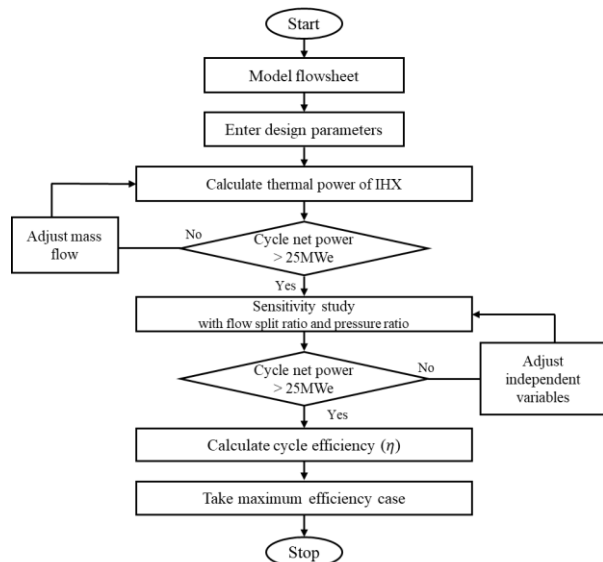 Start
Model flowsheet
Enter design parameters
Calculate thermal power of IHX
Adjust mass
flow
No
Cycle net power
> 25MWe
Yes
Sensitivity study
with flow split ratio and pressure ratio
Cycle net power
> 25MWe
No
Adjust
independent
variables
Yes
Calculate cycle efficiency (η)
Take maximum efficiency case
Stop